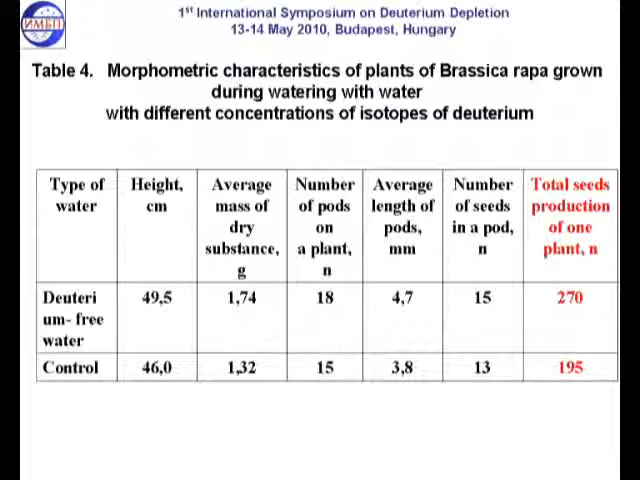 1st International Symposium on Deuterium Depletion
13-14 May 2010, Budapest, Hungary
ИМБП
Table 4. Morphometric characteristics of plants of Brassica rapa grown
during watering with water
with different concentrations of isotopes of deuterium
Type of water | Height, cm | Average mass of dry substance, g | Number of pods on a plant, n | Average length of pods, mm | Number of seeds in a pod, n | Total seeds production of one plant, n
Deuteri um- free water | 49,5 | 1,74 | 18 | 4,7 | 15 | 270
Control | 46,0 | 1,32 | 15 | 3,8 | 13 | 195